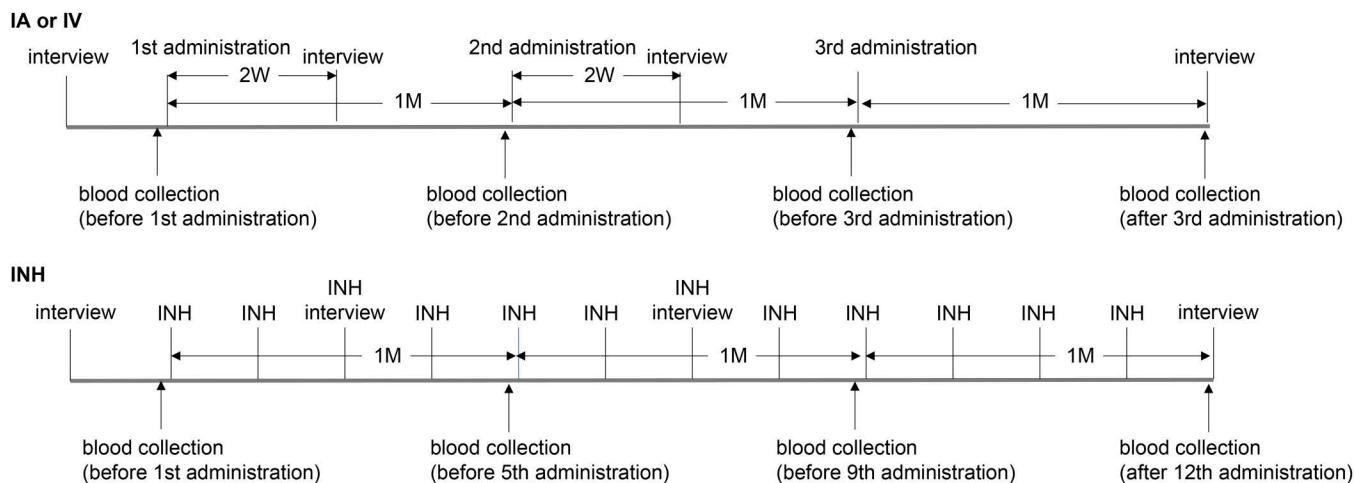 IA or IV
interview
1st administration
interview
2nd administration
interview
3rd administration
interview
2W
2W
1M
1M
1M
blood collection
(before 1st administration)
blood collection
(before 2nd administration)
blood collection
(before 3rd administration)
blood collection
(after 3rd administration)
INH
interview
INH
INH
INH
interview
INH
INH
INH
INH
interview
INH
INH
INH
INH
INH
interview
1M
1M
1M
blood collection
(before 1st administration)
blood collection
(before 5th administration)
blood collection
(before 9th administration)
blood collection
(after 12th administration)